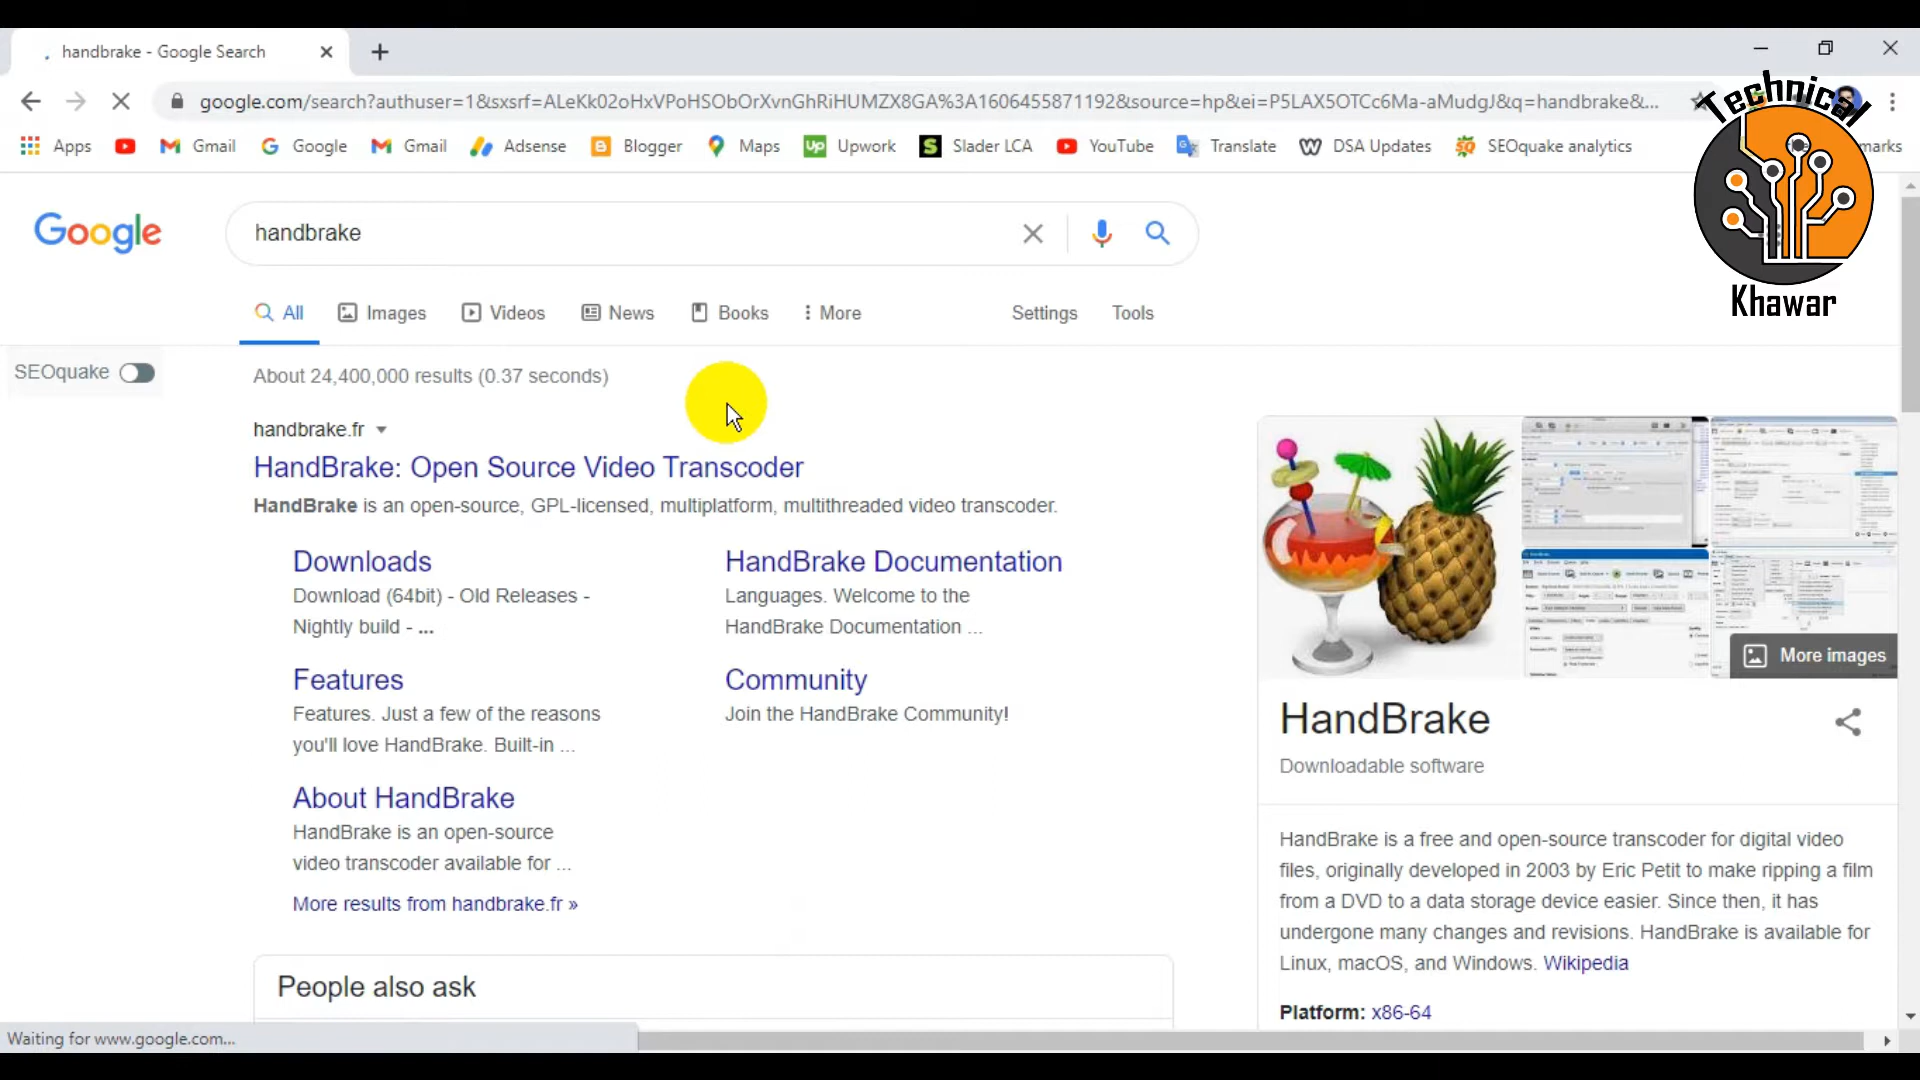 handbrake - Google Search
google.com/search?authuser=1&sxsrf=ALeKk02oHxVPoHSObOrXvnGhRiHUMZX8GA%3A1606455871192&source=hp&ei=P5LAX5OTCc6Ma-aMudgJ&q=handbrake&...
Apps Gmail Google Gmail Adsense Blogger Maps Upwork Slader LCA YouTube Translate DSA Updates SEOquake analytics
Technical
Khawar
Google
handbrake
All Images Videos News Books More Settings Tools
SEOquake
About 24,400,000 results (0.37 seconds)
handbrake.fr
HandBrake: Open Source Video Transcoder
HandBrake is an open-source, GPL-licensed, multiplatform, multithreaded video transcoder.
Downloads
Download (64bit) - Old Releases -
Nightly build - ...
HandBrake Documentation
Languages. Welcome to the
HandBrake Documentation ...
Features
Features. Just a few of the reasons
you'll love HandBrake. Built-in ...
Community
Join the HandBrake Community!
About HandBrake
HandBrake is an open-source
video transcoder available for ...
More results from handbrake.fr »
People also ask
More images
HandBrake
Downloadable software
HandBrake is a free and open-source transcoder for digital video
files, originally developed in 2003 by Eric Petit to make ripping a film
from a DVD to a data storage device easier. Since then, it has
undergone many changes and revisions. HandBrake is available for
Linux, macOS, and Windows. Wikipedia
Platform: x86-64
Waiting for www.google.com...